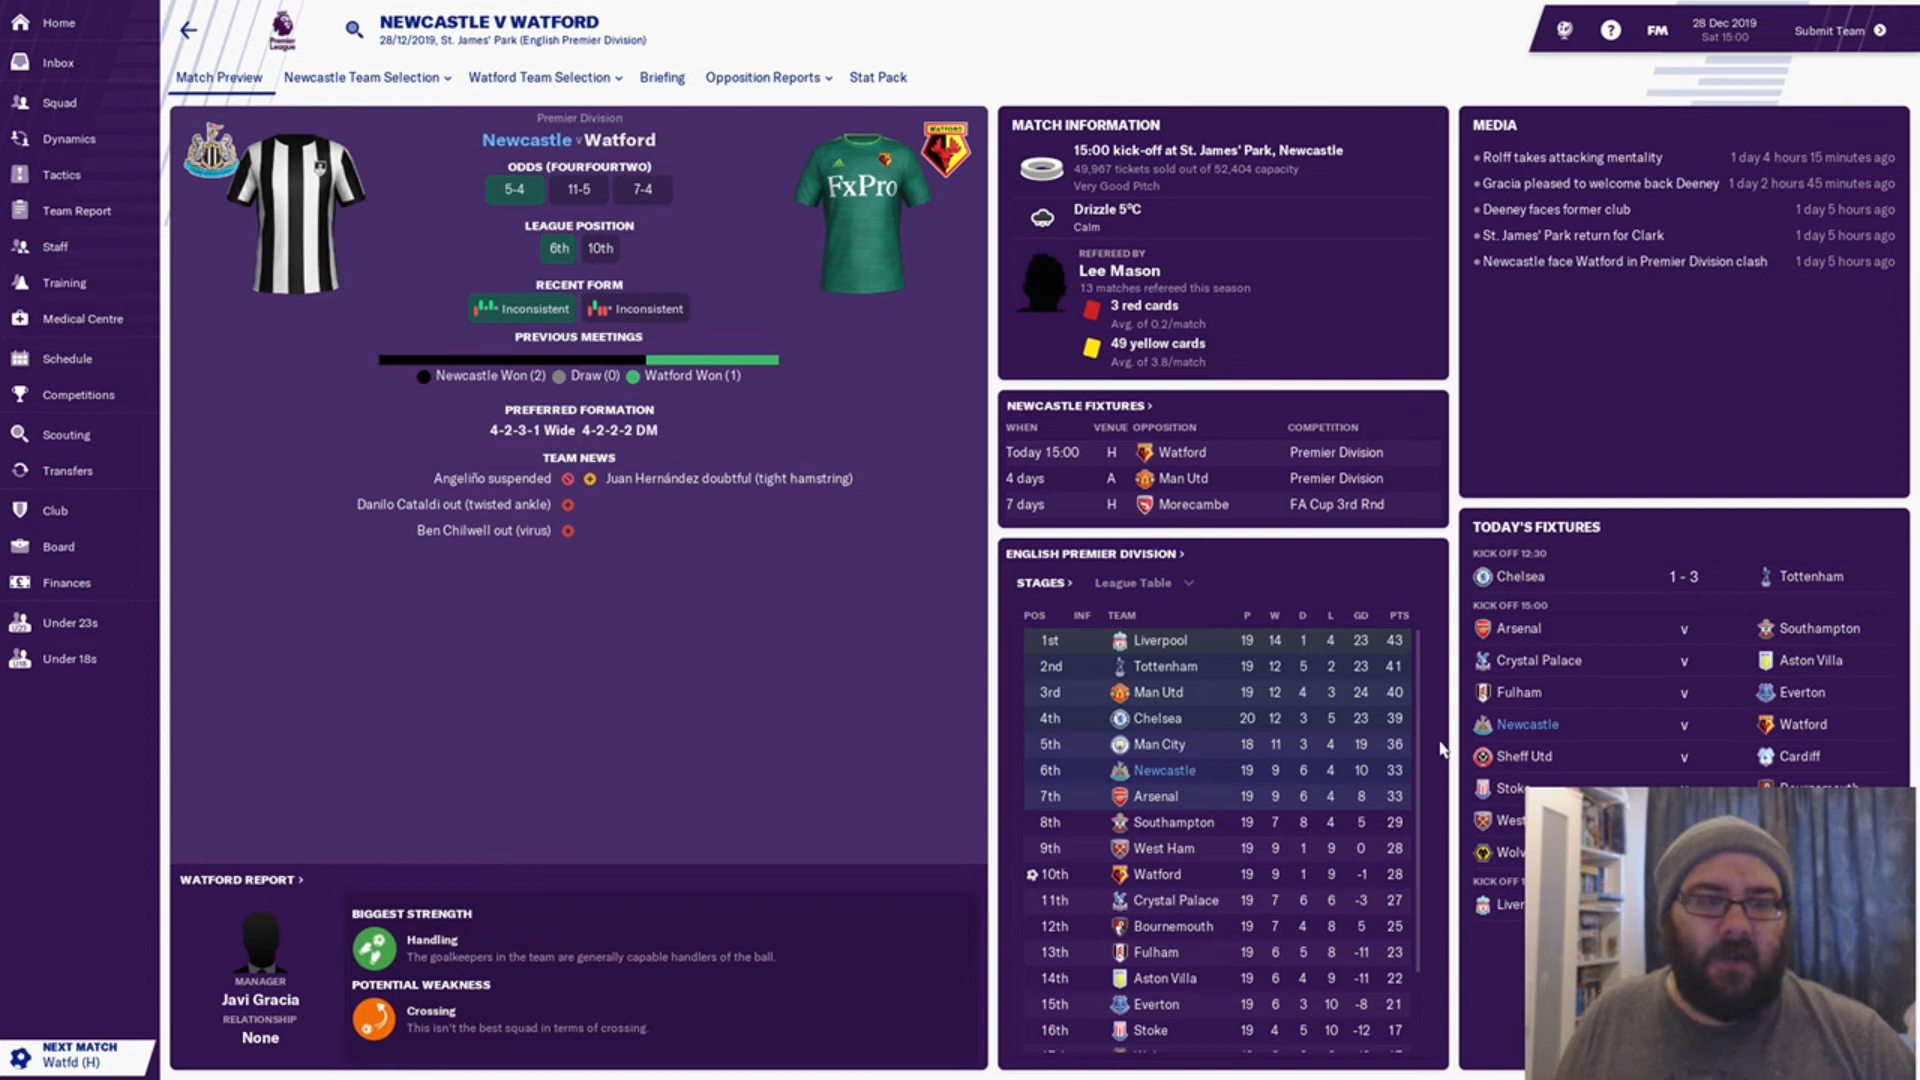 Home
Inbox
Squad
Dynamics
Tactics
Team Report
Staff
Training
Medical Centre
Schedule
Competitions
Scouting
Transfers
Club
Board
Finances
Under 23s
Under 18s
NEXT MATCH
Watfd (H)
Premier League
NEWCASTLE V WATFORD
28/12/2019, St. James' Park (English Premier Division)
FM
28 Dec 2019
Sat 15:00
Submit Team
Match Preview
Newcastle Team Selection
Watford Team Selection
Briefing
Opposition Reports
Stat Pack
Premier Division
Newcastle v Watford
ODDS (FOURFOURTWO)
5-4 11-5 7-4
LEAGUE POSITION
6th 10th
RECENT FORM
Inconsistent Inconsistent
PREVIOUS MEETINGS
Newcastle Won (2) Draw (0) Watford Won (1)
PREFERRED FORMATION
4-2-3-1 Wide 4-2-2-2 DM
TEAM NEWS
Angeliño suspended Juan Hernández doubtful (tight hamstring)
Danilo Cataldi out (twisted ankle)
Ben Chilwell out (virus)
WATFORD
FxPro
WATFORD REPORT >
MANAGER
Javi Gracia
RELATIONSHIP
None
BIGGEST STRENGTH
Handling
The goalkeepers in the team are generally capable handlers of the ball.
POTENTIAL WEAKNESS
Crossing
This isn't the best squad in terms of crossing.
MATCH INFORMATION
15:00 kick-off at St. James' Park, Newcastle
49,967 tickets sold out of 52,404 capacity
Very Good Pitch
Drizzle 5°C
Calm
REFEREED BY
Lee Mason
13 matches refereed this season
3 red cards
Avg. of 0.2/match
49 yellow cards
Avg. of 3.8/match
NEWCASTLE FIXTURES >
WHEN VENUE OPPOSITION COMPETITION
Today 15:00 H Watford Premier Division
4 days A Man Utd Premier Division
7 days H Morecambe FA Cup 3rd Rnd
ENGLISH PREMIER DIVISION >
STAGES > League Table
POS INF TEAM P W D L GD PTS
1st Liverpool 19 14 1 4 23 43
2nd Tottenham 19 12 5 2 23 41
3rd Man Utd 19 12 4 3 24 40
4th Chelsea 20 12 3 5 23 39
5th Man City 18 11 3 4 19 36
6th Newcastle 19 9 6 4 10 33
7th Arsenal 19 9 6 4 8 33
8th Southampton 19 7 8 4 5 29
9th West Ham 19 9 1 9 0 28
10th Watford 19 9 1 9 -1 28
11th Crystal Palace 19 7 6 6 -3 27
12th Bournemouth 19 7 4 8 5 25
13th Fulham 19 6 5 8 -11 23
14th Aston Villa 19 6 4 9 -11 22
15th Everton 19 6 3 10 -8 21
16th Stoke 19 4 5 10 -12 17
MEDIA
Rolff takes attacking mentality 1 day 4 hours 15 minutes ago
Gracia pleased to welcome back Deeney 1 day 2 hours 45 minutes ago
Deeney faces former club 1 day 5 hours ago
St. James' Park return for Clark 1 day 5 hours ago
Newcastle face Watford in Premier Division clash 1 day 5 hours ago
TODAY'S FIXTURES
KICK OFF 12:30
Chelsea 1 - 3 Tottenham
KICK OFF 15:00
Arsenal v Southampton
Crystal Palace v Aston Villa
Fulham v Everton
Newcastle v Watford
Sheff Utd v Cardiff
Stok
West
Wolv
KICK OFF 1
Liver